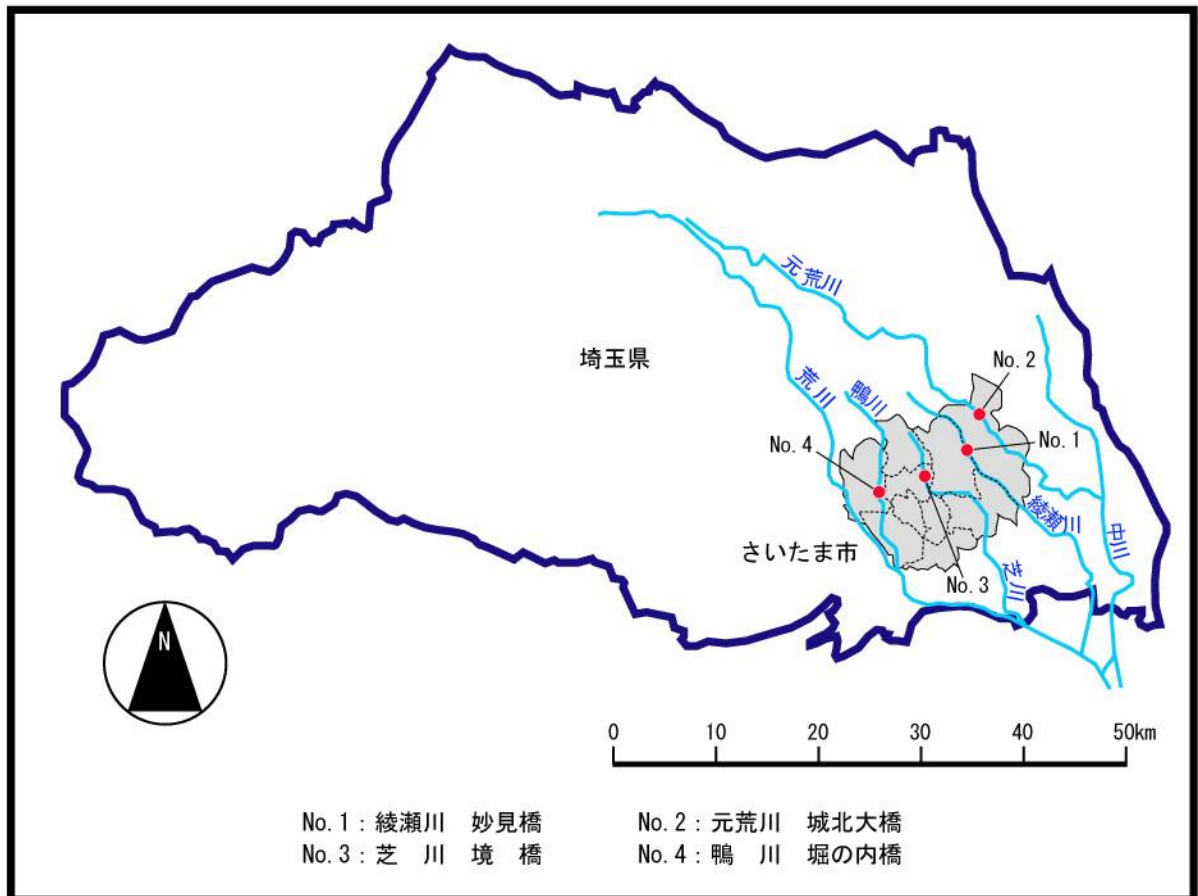 元荒川
埼玉県
荒川
鴨川
No. 2
No. 1
No. 4
綾瀬川
中川
さいたま市
No. 3
芝川
N
0 10 20 30 40 50km
No. 1：綾瀬川　妙見橋　No. 2：元荒川　城北大橋
No. 3：芝　川　境　橋　No. 4：鴨　川　堀の内橋